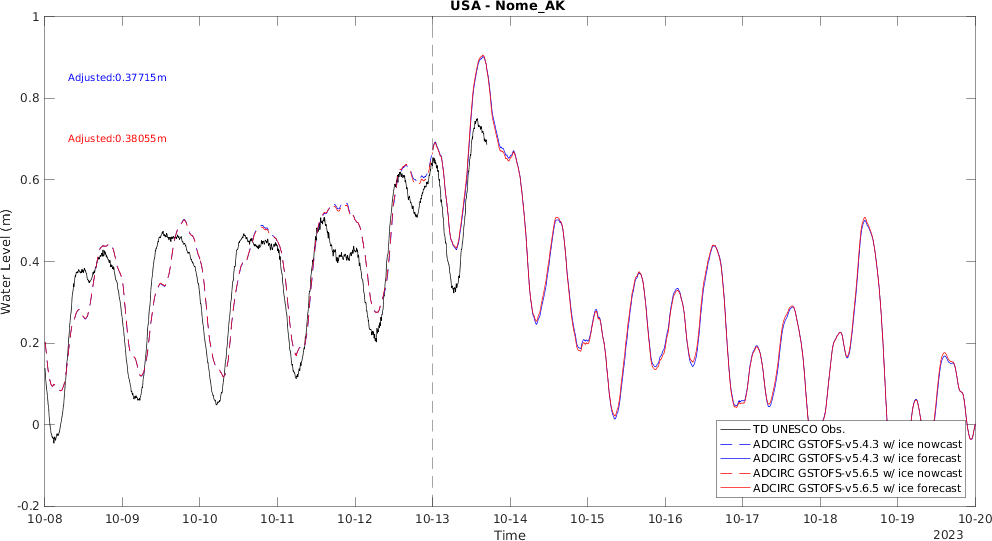 USA - Nome_AK
1
0.8
0.6
0.4
0.2
0
-0.2
Water Level (m)
Adjusted:0.37715m
Adjusted:0.38055m
TD UNESCO Obs.
ADCIRC GSTOFS-v5.4.3 w/ ice nowcast
ADCIRC GSTOFS-v5.4.3 w/ ice forecast
ADCIRC GSTOFS-v5.6.5 w/ ice nowcast
ADCIRC GSTOFS-v5.6.5 w/ ice forecast
10-08 10-09 10-10 10-11 10-12 10-13 10-14 10-15 10-16 10-17 10-18 10-19 10-20
Time
2023